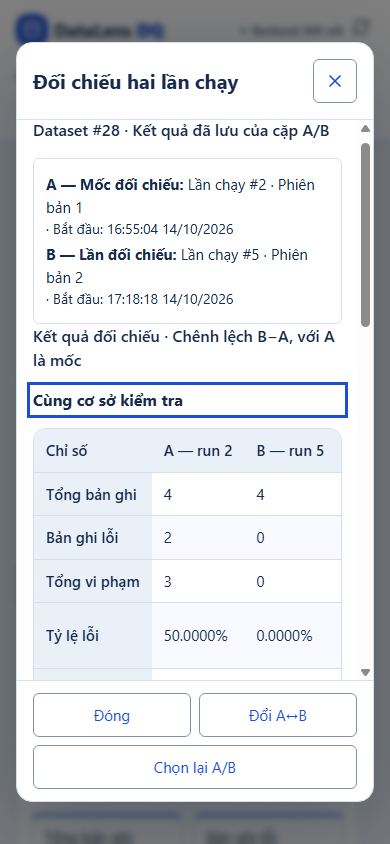 DataLens DQ
Đối chiếu hai lần chạy
Dataset #28 · Kết quả đã lưu của cặp A/B
A — Mốc đối chiếu: Lần chạy #2 · Phiên
bản 1
· Bắt đầu: 16:55:04 14/10/2026
B — Lần đối chiếu: Lần chạy #5 · Phiên
bản 2
· Bắt đầu: 17:18:18 14/10/2026
Kết quả đối chiếu · Chênh lệch B−A, với A
là mốc
Cùng cơ sở kiểm tra
Chỉ số A — run 2 B — run 5
Tổng bản ghi 4 4
Bản ghi lỗi 2 0
Tổng vi phạm 3 0
Tỷ lệ lỗi 50.0000% 0.0000%
Đóng Đổi A↔B
Chọn lại A/B